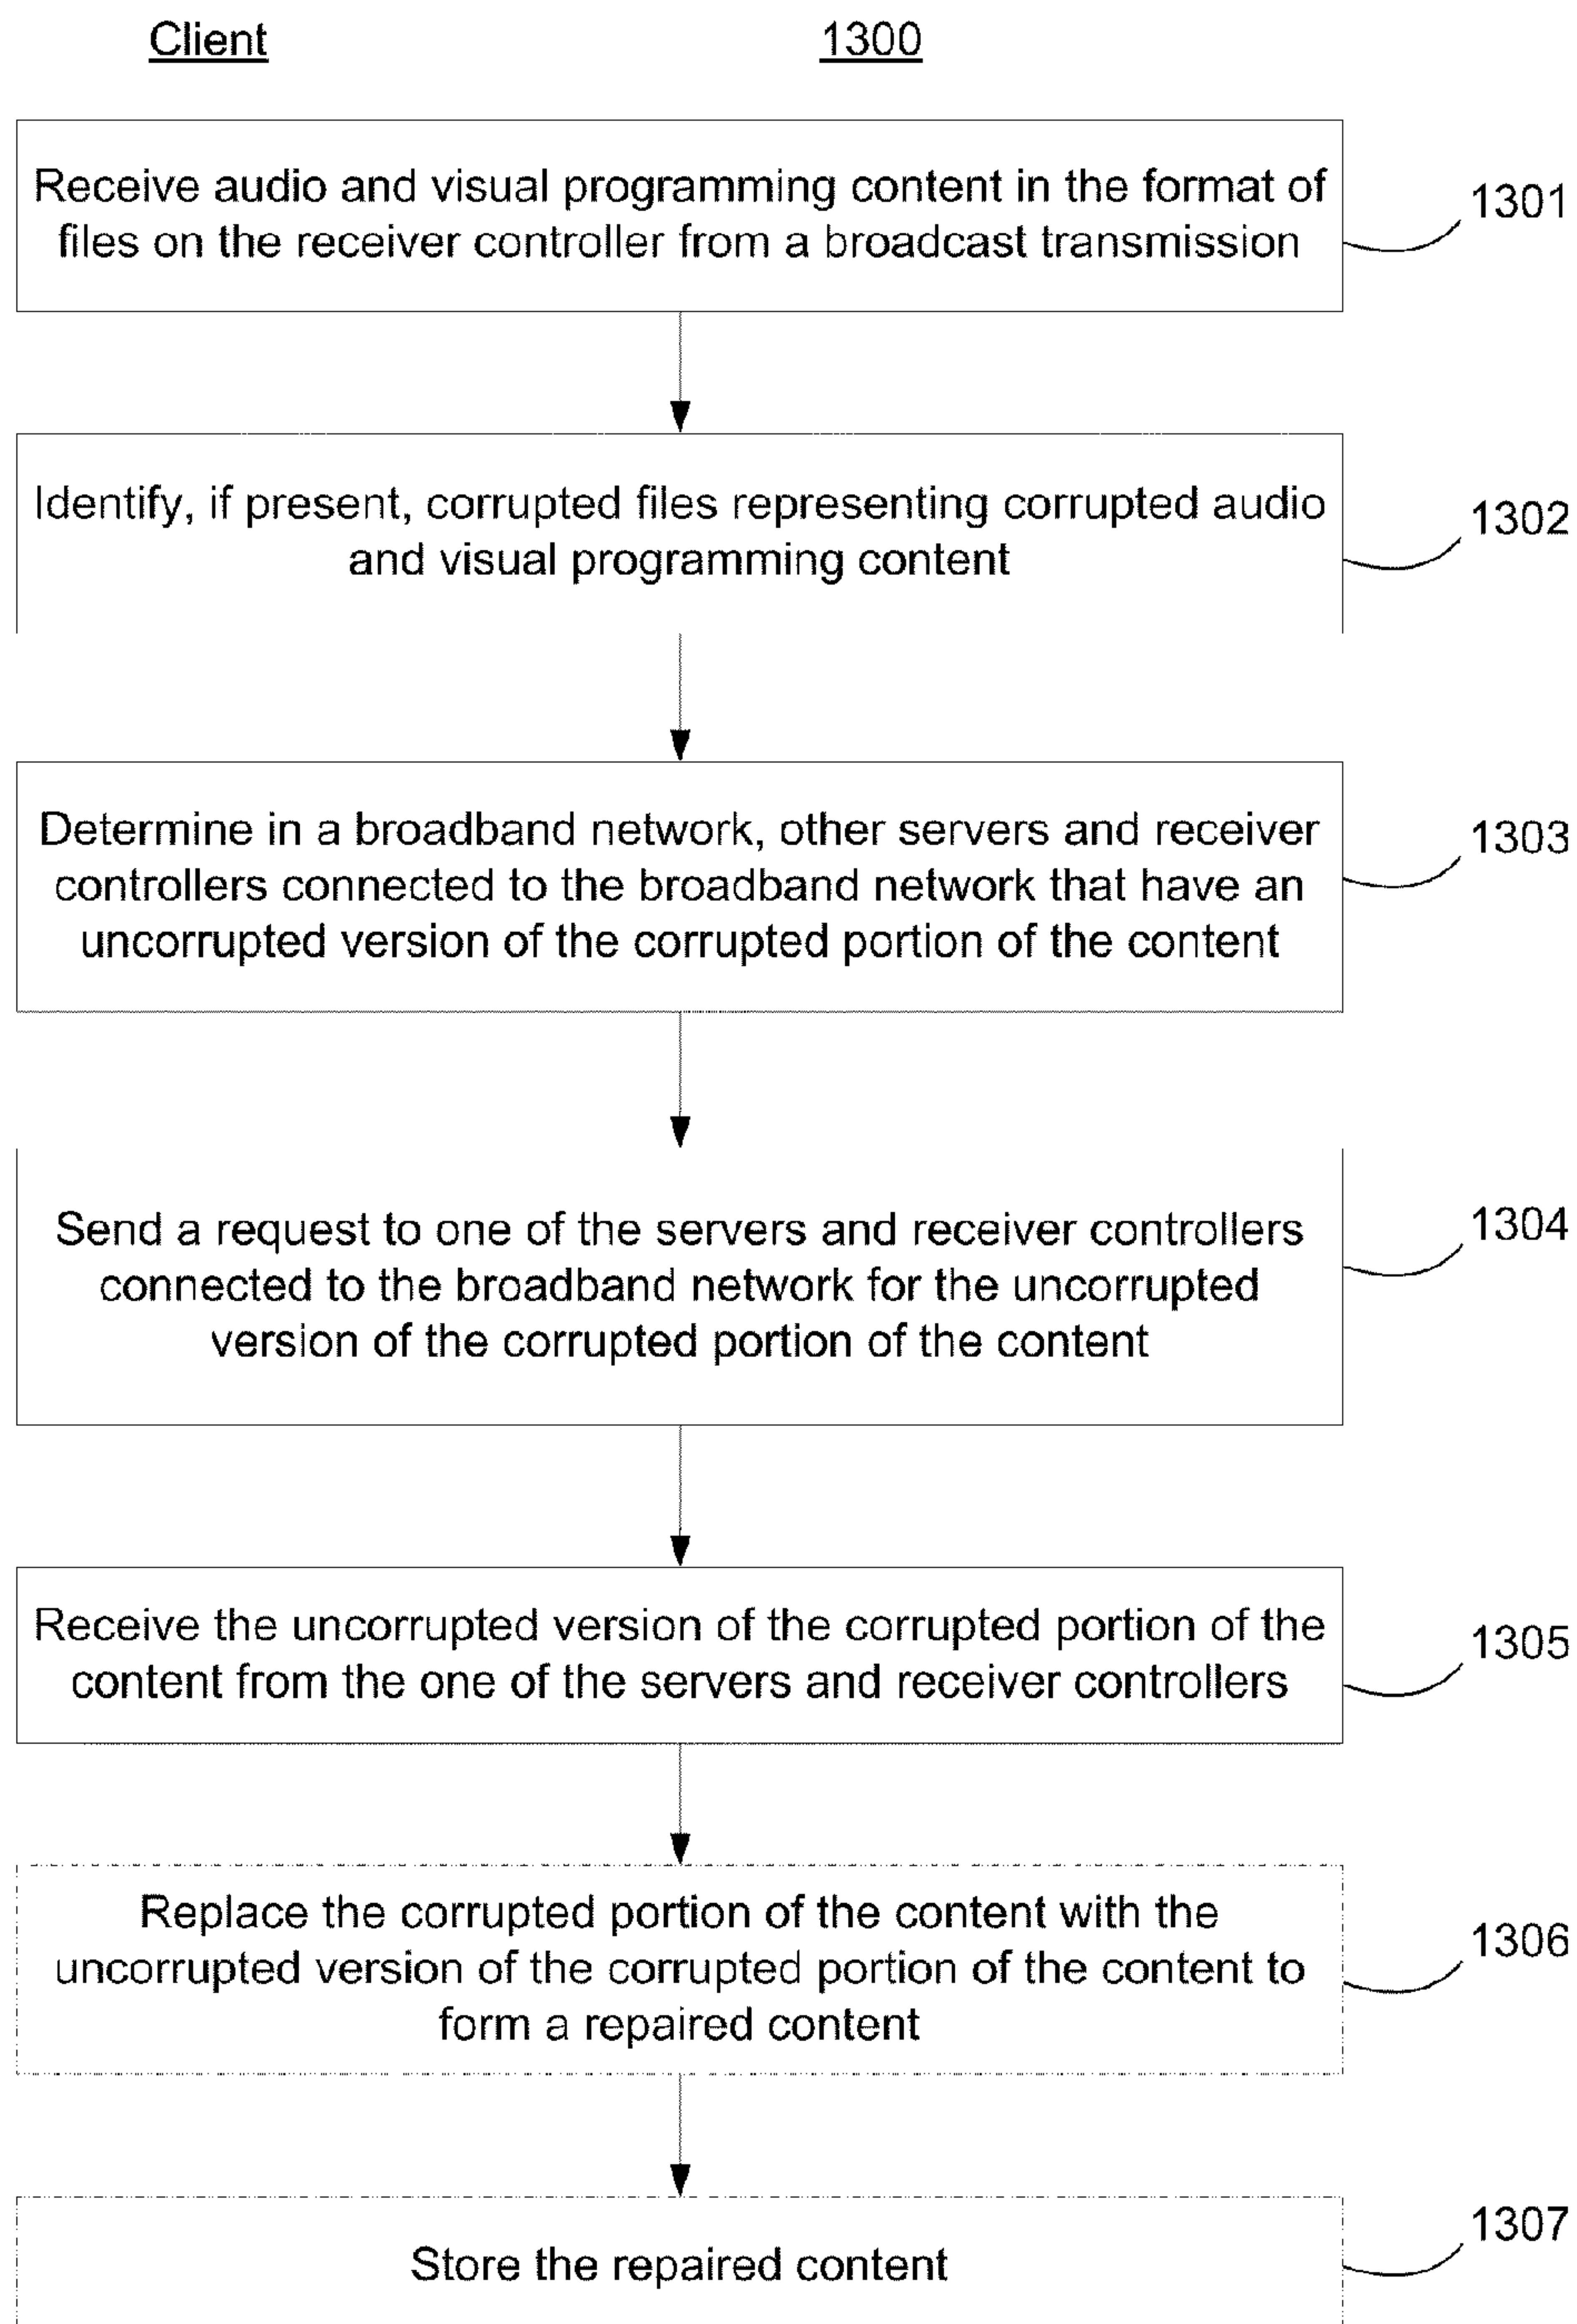 Client 1300
Receive audio and visual programming content in the format of
files on the receiver controller from a broadcast transmission
1301
Identify, if present, corrupted files representing corrupted audio
and visual programming content
1302
Determine in a broadband network, other servers and receiver
controllers connected to the broadband network that have an
uncorrupted version of the corrupted portion of the content
1303
Send a request to one of the servers and receiver controllers
connected to the broadband network for the uncorrupted
version of the corrupted portion of the content
1304
Receive the uncorrupted version of the corrupted portion of the
content from the one of the servers and receiver controllers
1305
Replace the corrupted portion of the content with the
uncorrupted version of the corrupted portion of the content to
form a repaired content
1306
Store the repaired content
1307